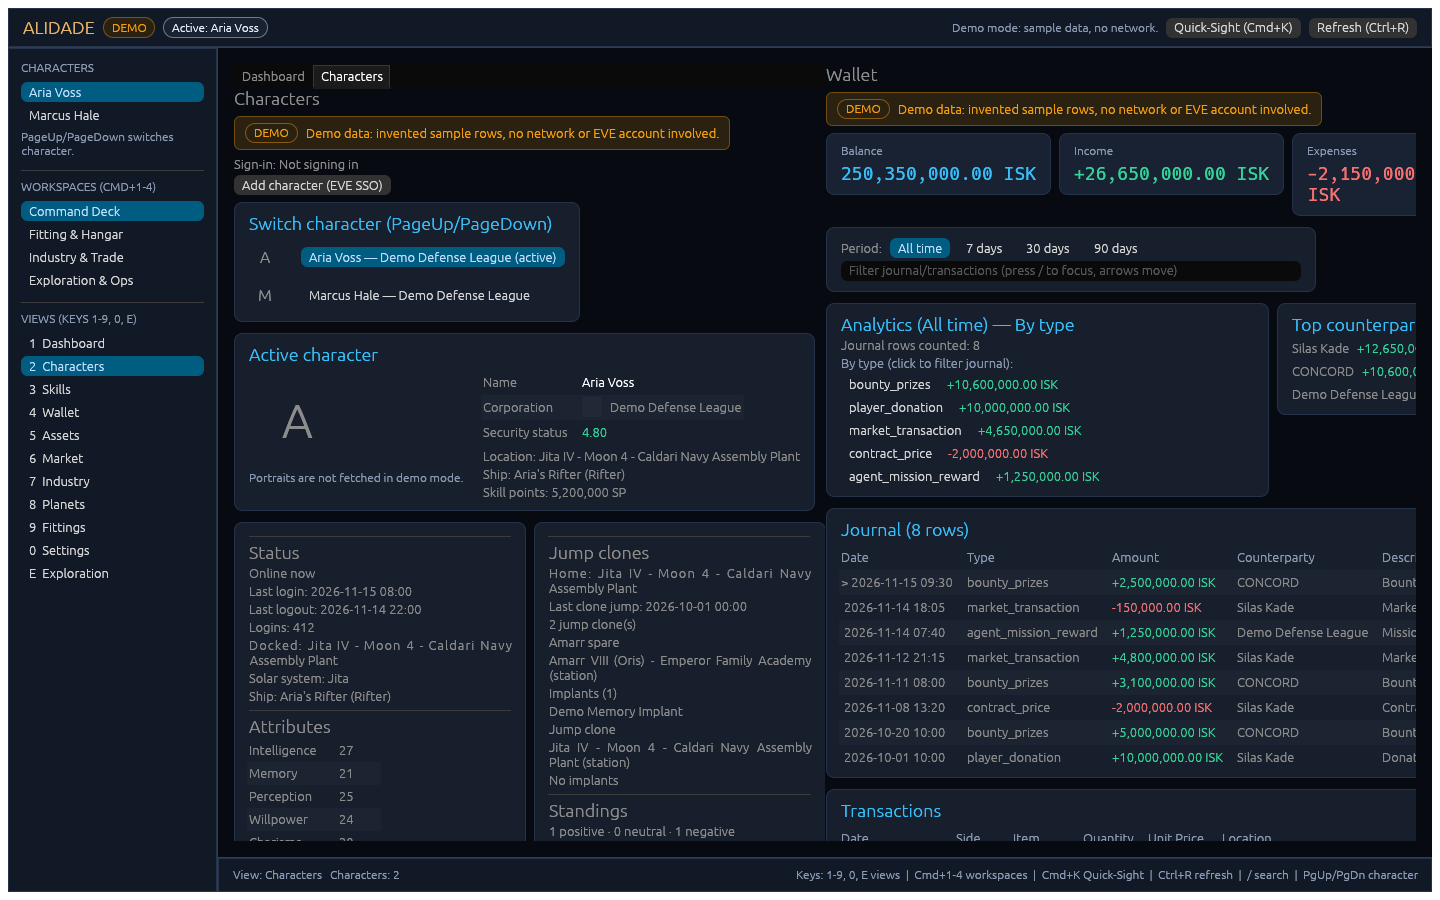 ALIDADE DEMO Active: Aria Voss Demo mode: sample data, no network. Quick-Sight (Cmd+K) Refresh (Ctrl+R)
CHARACTERS
Aria Voss
Marcus Hale
PageUp/PageDown switches
character.
WORKSPACES (CMD+1-4)
Command Deck
Fitting & Hangar
Industry & Trade
Exploration & Ops
VIEWS (KEYS 1-9, 0, E)
1 Dashboard
2 Characters
3 Skills
4 Wallet
5 Assets
6 Market
7 Industry
8 Planets
9 Fittings
0 Settings
E Exploration
Dashboard Characters
Characters
DEMO Demo data: invented sample rows, no network or EVE account involved.
Sign-in: Not signing in
Add character (EVE SSO)
Switch character (PageUp/PageDown)
A Aria Voss — Demo Defense League (active)
M Marcus Hale — Demo Defense League
Active character
A
Portraits are not fetched in demo mode.
Name Aria Voss
Corporation Demo Defense League
Security status 4.80
Location: Jita IV - Moon 4 - Caldari Navy Assembly Plant
Ship: Aria's Rifter (Rifter)
Skill points: 5,200,000 SP
Status
Online now
Last login: 2026-11-15 08:00
Last logout: 2026-11-14 22:00
Logins: 412
Docked: Jita IV - Moon 4 - Caldari Navy
Assembly Plant
Solar system: Jita
Ship: Aria's Rifter (Rifter)
Attributes
Intelligence 27
Memory 21
Perception 25
Willpower 24
Jump clones
Home: Jita IV - Moon 4 - Caldari Navy
Assembly Plant
Last clone jump: 2026-10-01 00:00
2 jump clone(s)
Amarr spare
Amarr VIII (Oris) - Emperor Family Academy
(station)
Implants (1)
Demo Memory Implant
Jump clone
Jita IV - Moon 4 - Caldari Navy Assembly
Plant (station)
No implants
Standings
1 positive · 0 neutral · 1 negative
Wallet
DEMO Demo data: invented sample rows, no network or EVE account involved.
Balance
250,350,000.00 ISK
Income
+26,650,000.00 ISK
Expenses
-2,150,000
ISK
Period: All time 7 days 30 days 90 days
Filter journal/transactions (press / to focus, arrows move)
Analytics (All time) — By type
Journal rows counted: 8
By type (click to filter journal):
bounty_prizes +10,600,000.00 ISK
player_donation +10,000,000.00 ISK
market_transaction +4,650,000.00 ISK
contract_price -2,000,000.00 ISK
agent_mission_reward +1,250,000.00 ISK
Top counterpar
Silas Kade +12,650,0
CONCORD +10,600,0
Demo Defense Leagu
Journal (8 rows)
Date Type Amount Counterparty Descri
> 2026-11-15 09:30 bounty_prizes +2,500,000.00 ISK CONCORD Bount
2026-11-14 18:05 market_transaction -150,000.00 ISK Silas Kade Marke
2026-11-14 07:40 agent_mission_reward +1,250,000.00 ISK Demo Defense League Missio
2026-11-12 21:15 market_transaction +4,800,000.00 ISK Silas Kade Marke
2026-11-11 08:00 bounty_prizes +3,100,000.00 ISK CONCORD Bount
2026-11-08 13:20 contract_price -2,000,000.00 ISK Silas Kade Contr
2026-10-20 10:00 bounty_prizes +5,000,000.00 ISK CONCORD Bount
2026-10-01 10:00 player_donation +10,000,000.00 ISK Silas Kade Donat
Transactions
Date Side Item Quantity Unit Price Location
View: Characters Characters: 2
Keys: 1-9, 0, E views | Cmd+1-4 workspaces | Cmd+K Quick-Sight | Ctrl+R refresh | / search | PgUp/PgDn character